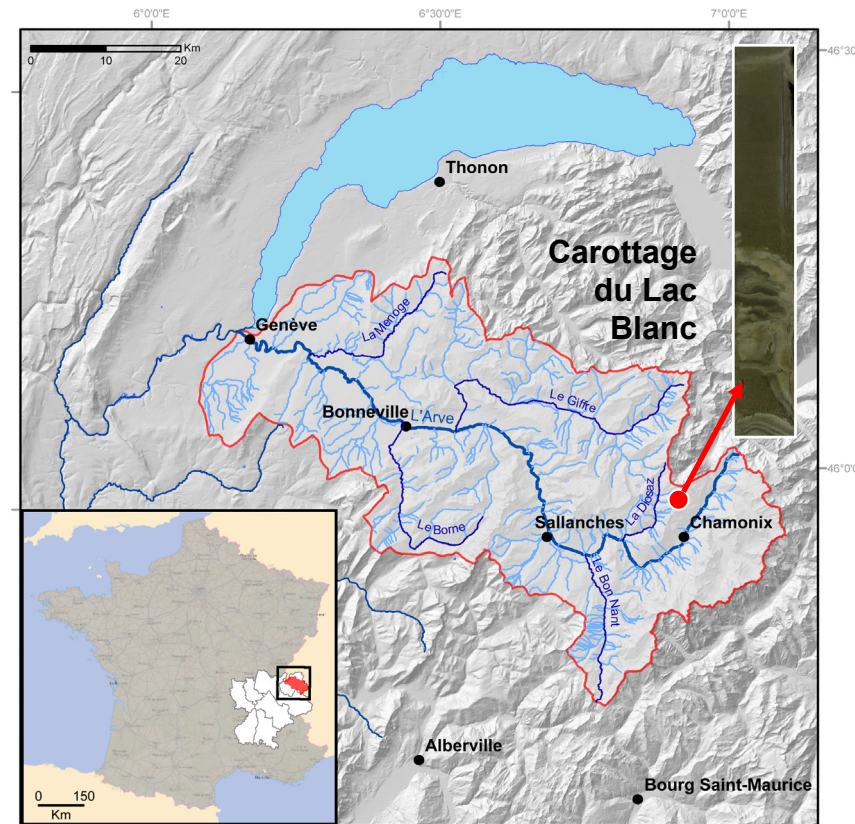 6°0'0"
6°30'0"
7°0'0"
Km
0 10 20
46°30
Thonon
Carottage
du Lac
Blanc
Genève
La Menoge
Le Giffre
L'Arve
Bonneville
46°0'0"
La Diosaz
Le Borne
Sallanches
Chamonix
Le Bon Nant
Alberville
Bourg Saint-Maurice
0 150
Km